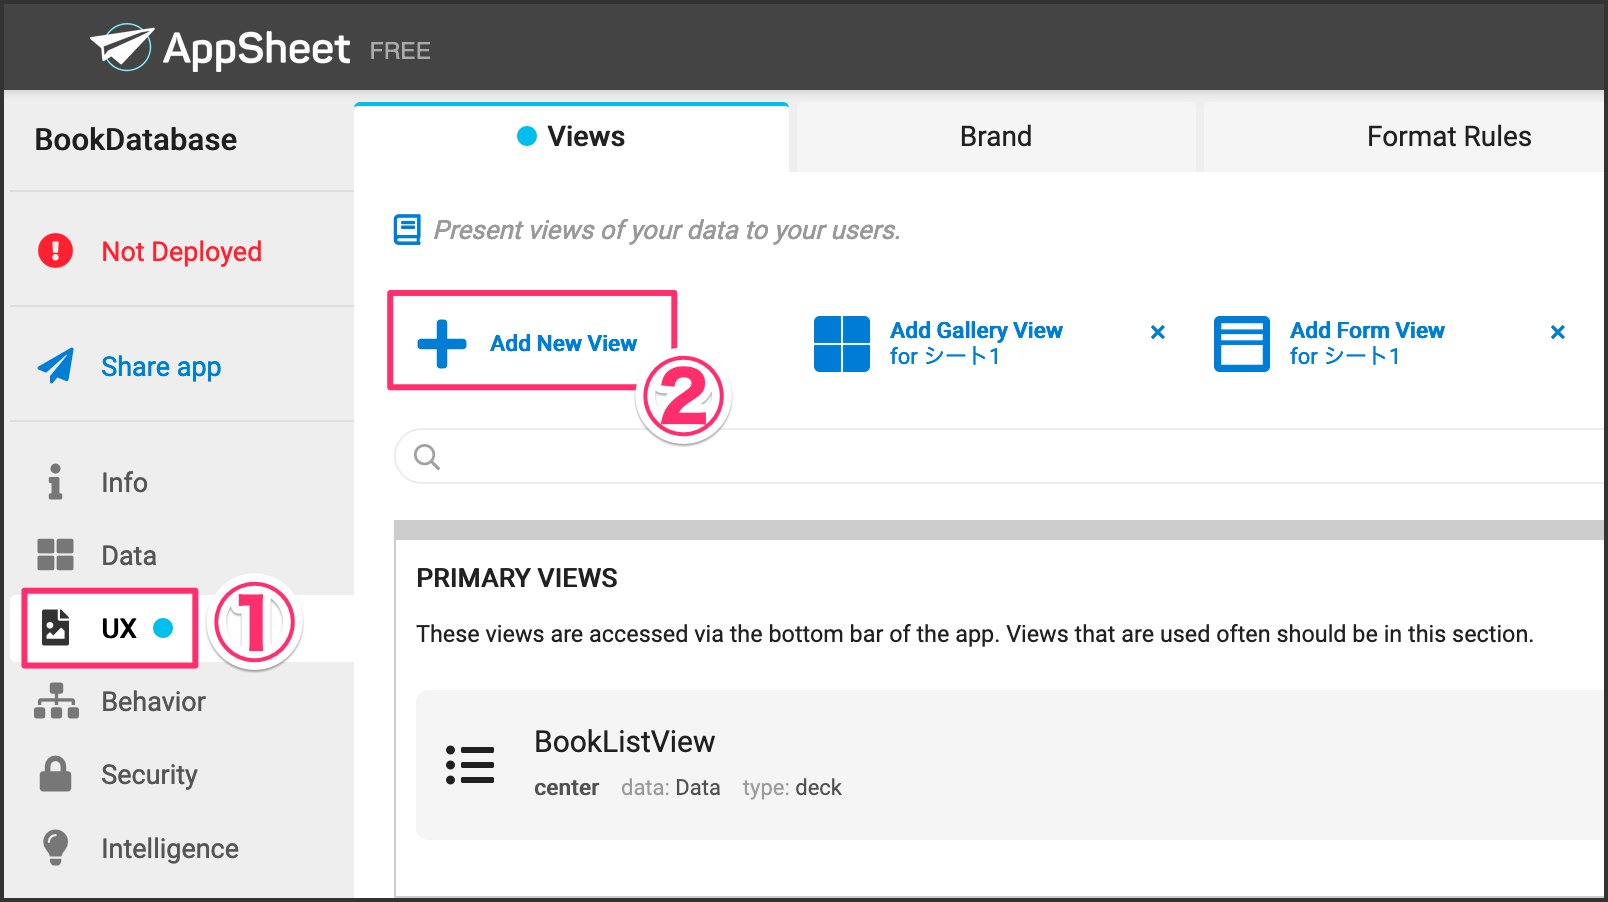 AppSheet FREE
BookDatabase
Not Deployed
Share app
Info
Data
UX
①
Behavior
Security
Intelligence
Views
Brand
Format Rules
Present views of your data to your users.
Add New View
②
Add Gallery View
for シート1
×
Add Form View
for シート1
×
PRIMARY VIEWS
These views are accessed via the bottom bar of the app. Views that are used often should be in this section.
BookListView
center data: Data type: deck